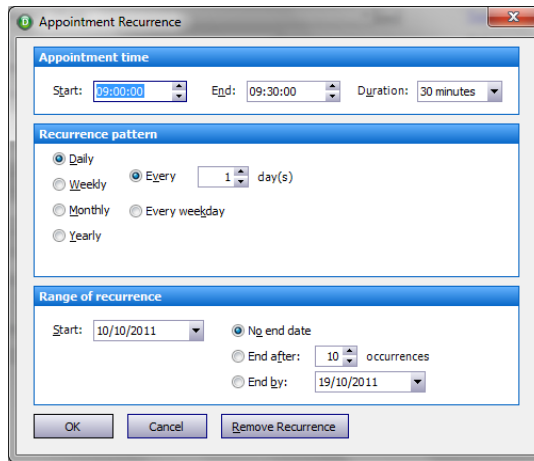 Appointment Recurrence
Appointment time
Start: 09:00:00 End: 09:30:00 Duration: 30 minutes
Recurrence pattern
Daily
Weekly Every 1 day(s)
Monthly Every weekday
Yearly
Range of recurrence
Start: 10/10/2011 No end date
End after: 10 occurrences
End by: 19/10/2011
OK Cancel Remove Recurrence